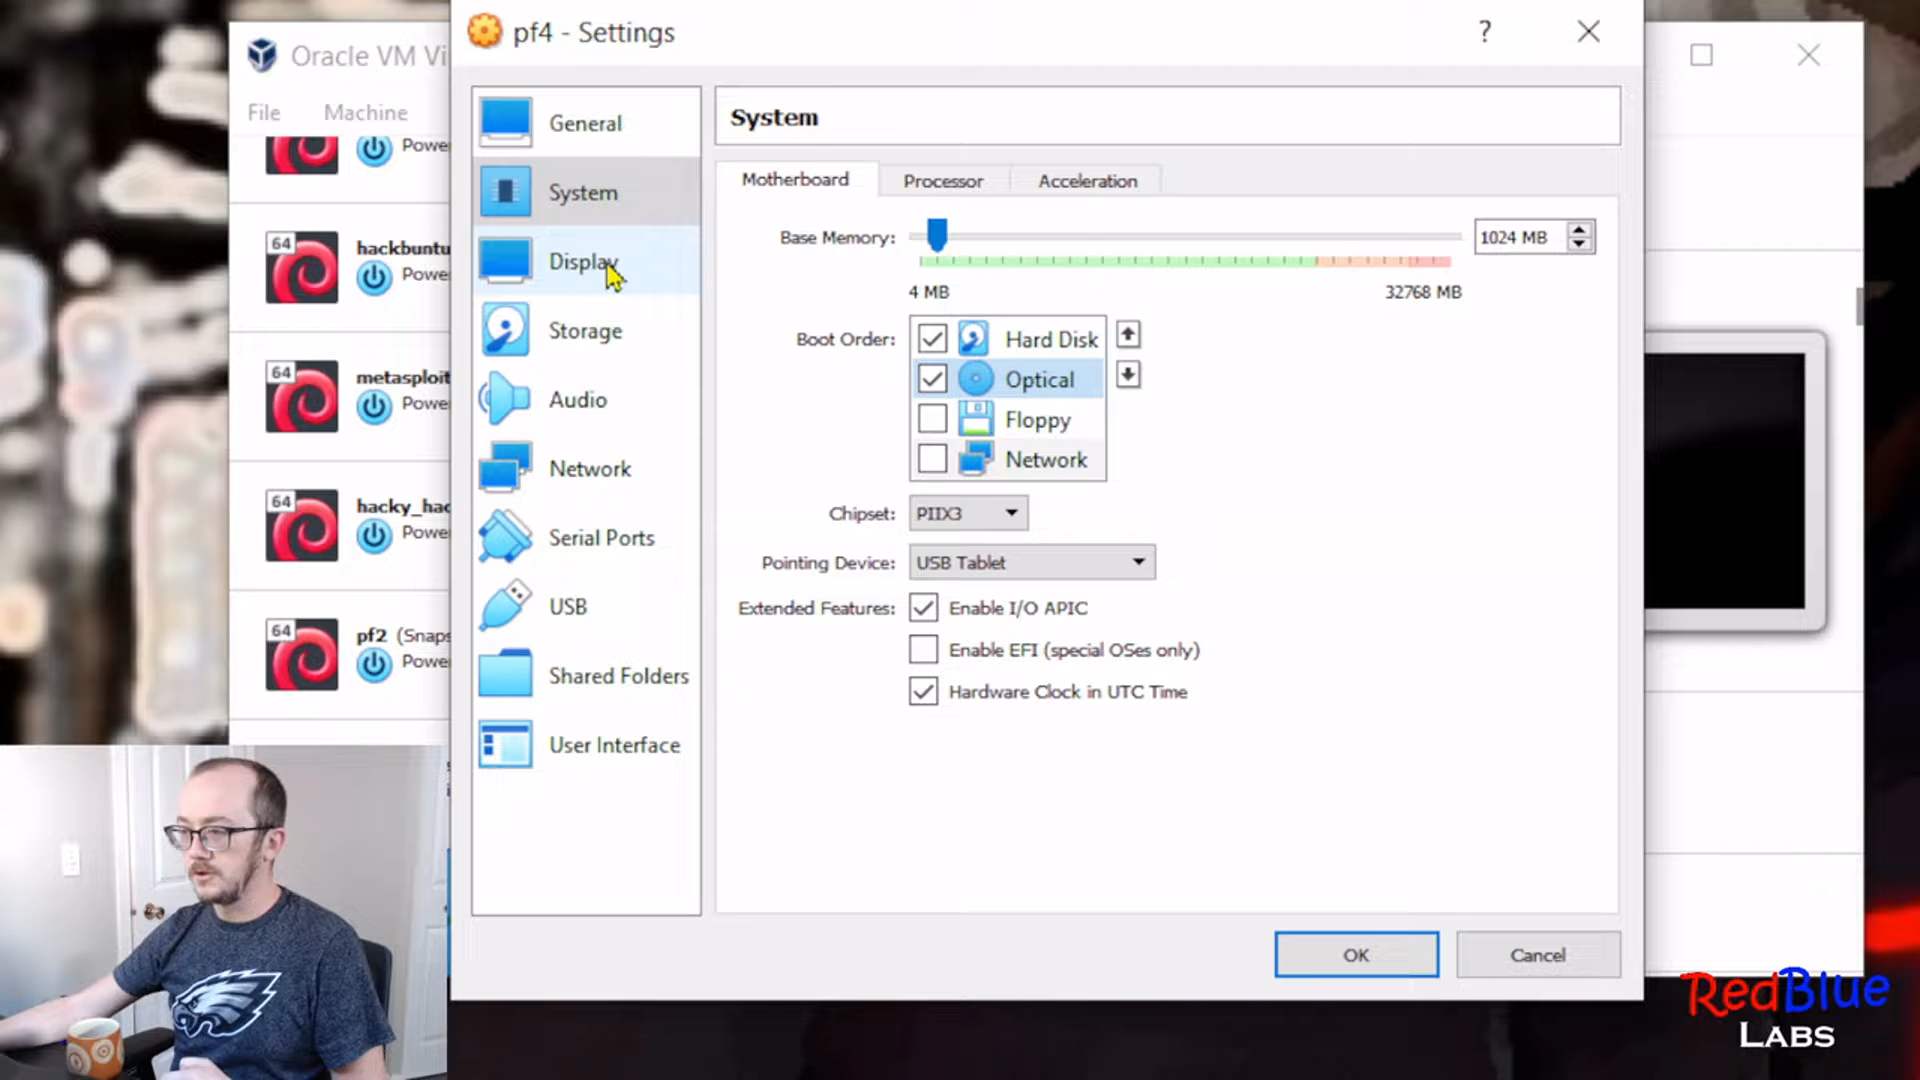 Oracle VM Vi
File Machine
Powe
64
hackbuntu
Powe
64
metasploit
Powe
64
hacky_hac
Powe
64
pf2 (Snaps
Powe
pf4 - Settings
?
General
System
Display
Storage
Audio
Network
Serial Ports
USB
Shared Folders
User Interface
System
Motherboard Processor Acceleration
Base Memory: 1024 MB
4 MB 32768 MB
Boot Order: Hard Disk
Optical
Floppy
Network
Chipset: PIIX3
Pointing Device: USB Tablet
Extended Features: Enable I/O APIC
Enable EFI (special OSes only)
Hardware Clock in UTC Time
OK Cancel
RedBlue
LABS